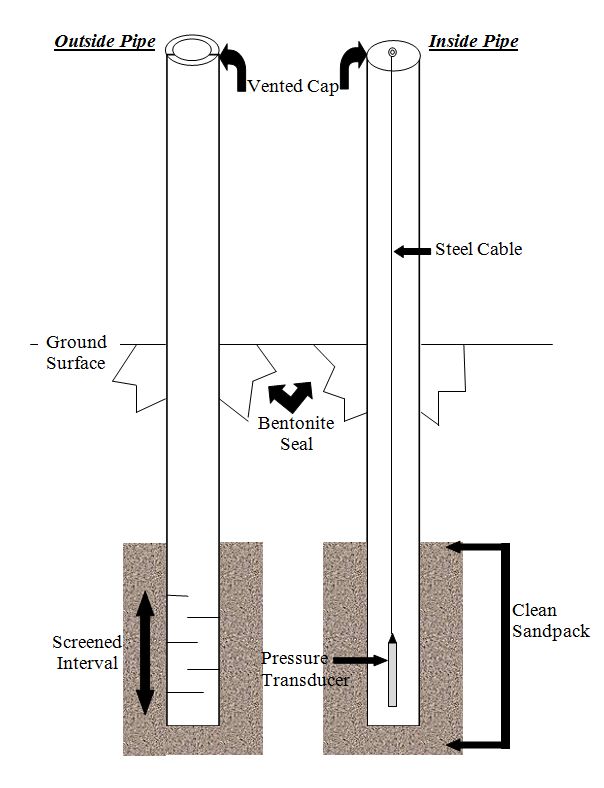 Outside Pipe
Inside Pipe
Vented Cap
Steel Cable
Ground
Surface
Bentonite
Seal
Clean
Sandpack
Screened
Interval
Pressure
Transducer